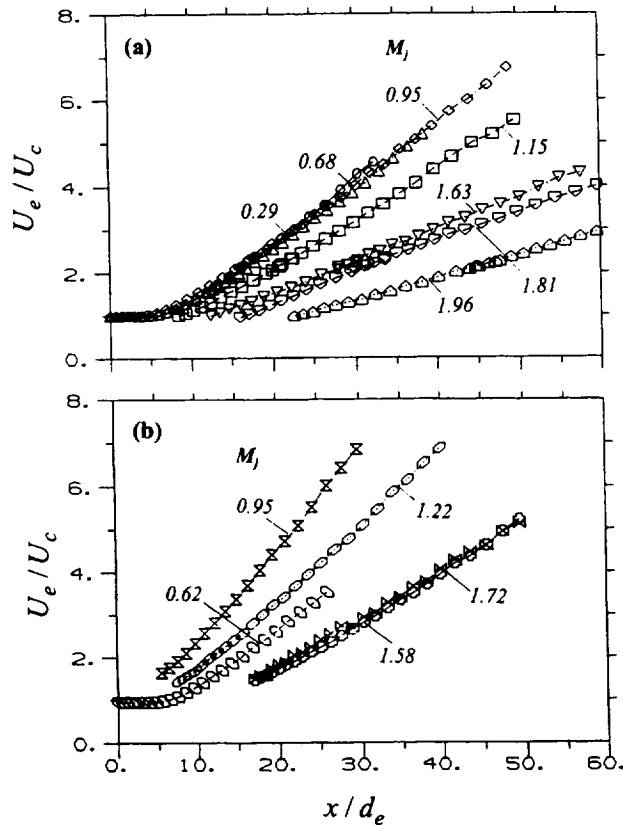 8.
(a)
M_j
0.95
6.
0.68
1.15
U_e / U_c
4.
0.29
1.63
2.
1.96
1.81
0.
8.
(b)
M_j
6.
0.95
1.22
U_e / U_c
4.
0.62
1.72
2.
1.58
0.
0. 10. 20. 30. 40. 50. 60.
x / d_e